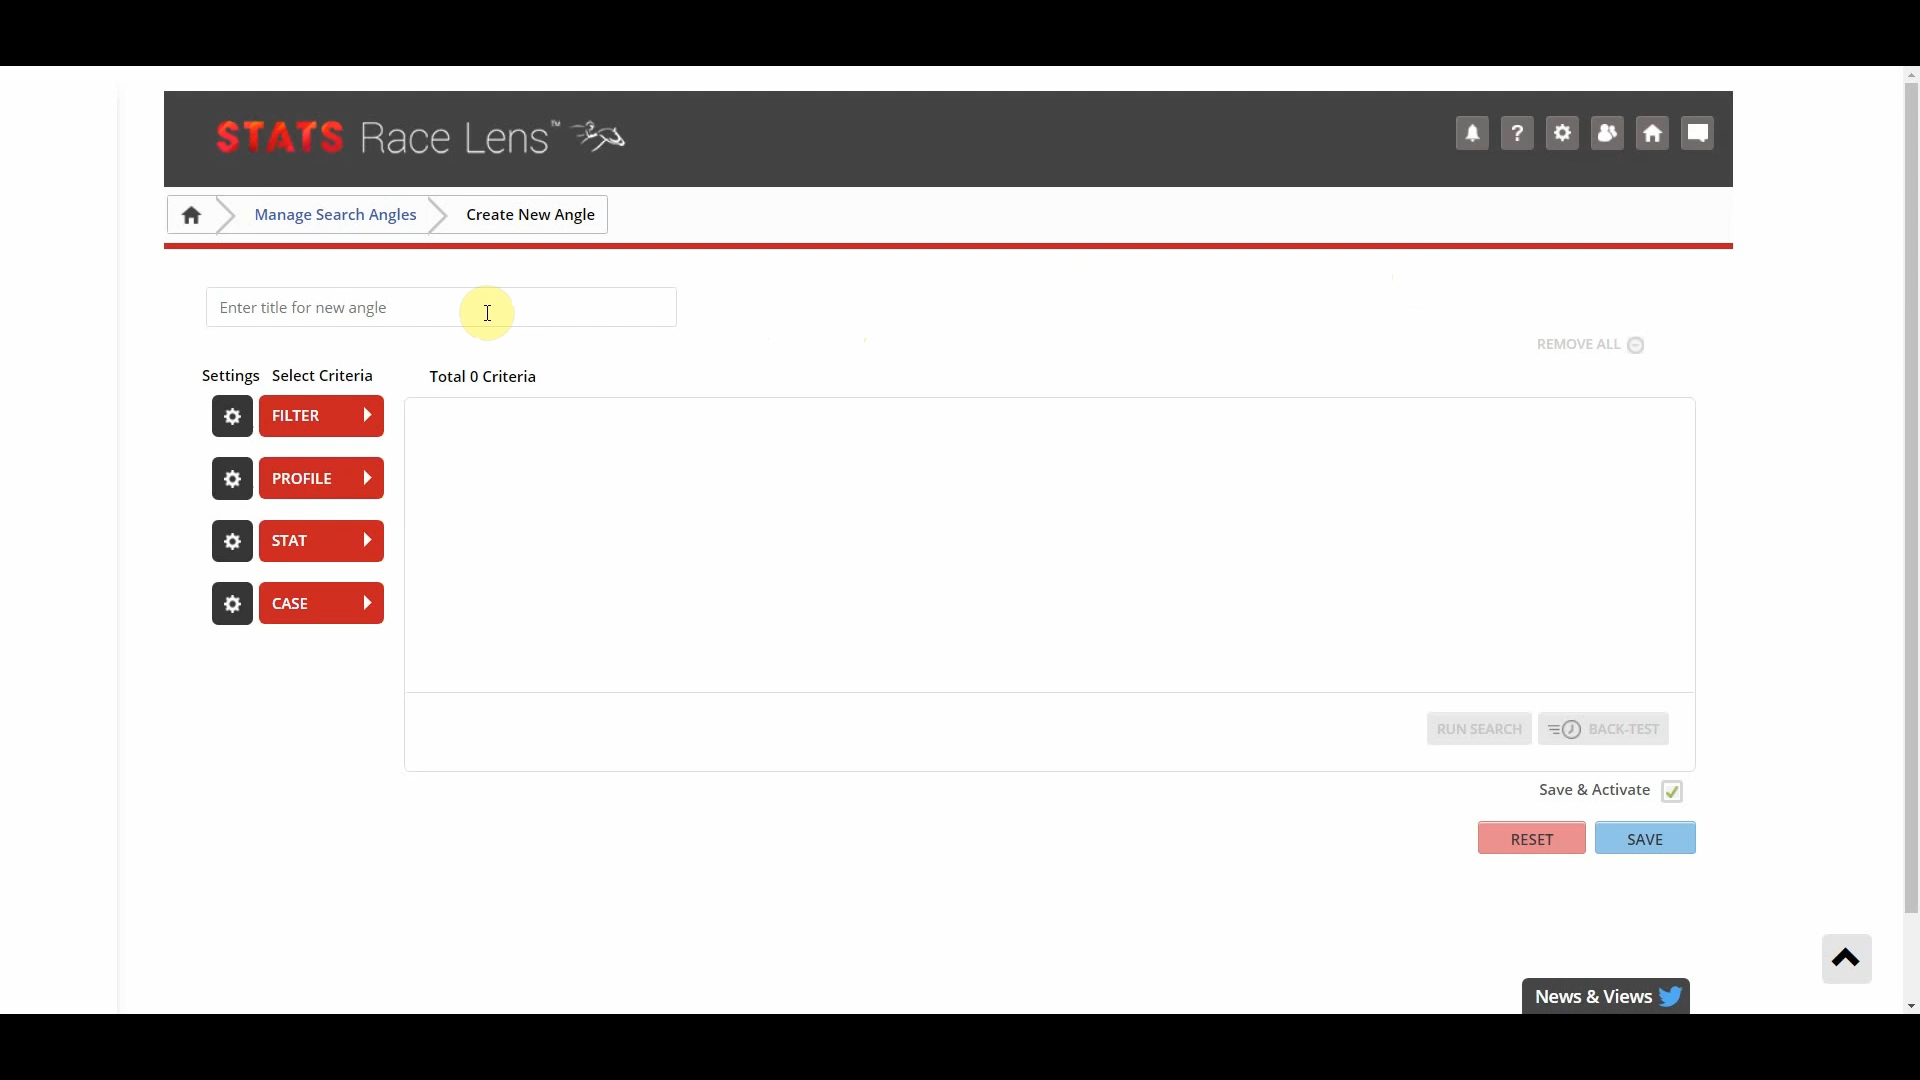 STATS Race Lens™
Manage Search Angles
Create New Angle
Enter title for new angle
REMOVE ALL
Settings Select Criteria
Total 0 Criteria
FILTER
PROFILE
STAT
CASE
RUN SEARCH
BACK-TEST
Save & Activate
RESET
SAVE
News & Views